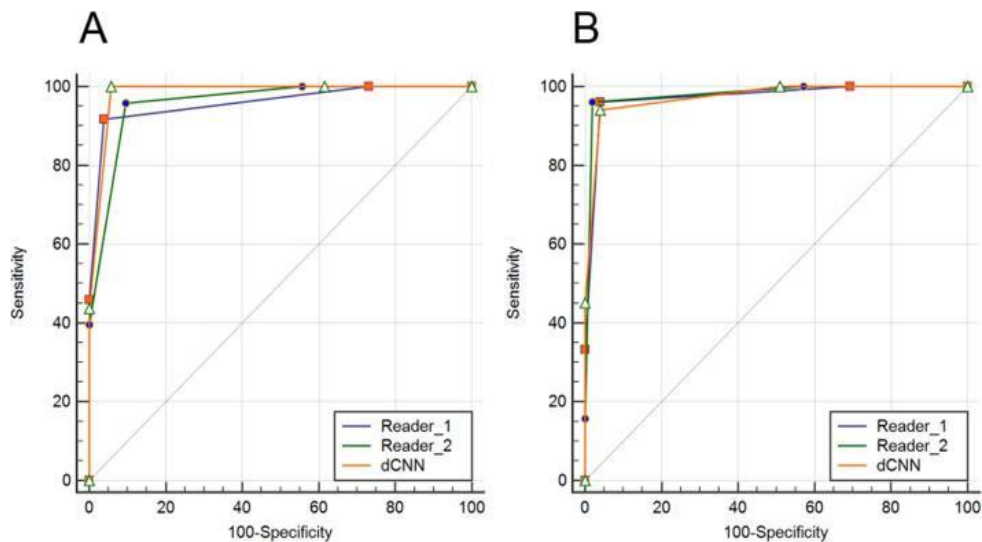 A
100
80
60
40
20
0
Sensitivity
0 20 40 60 80 100
100-Specificity
Reader_1
Reader_2
dCNN
B
100
80
60
40
20
0
Sensitivity
0 20 40 60 80 100
100-Specificity
Reader_1
Reader_2
dCNN